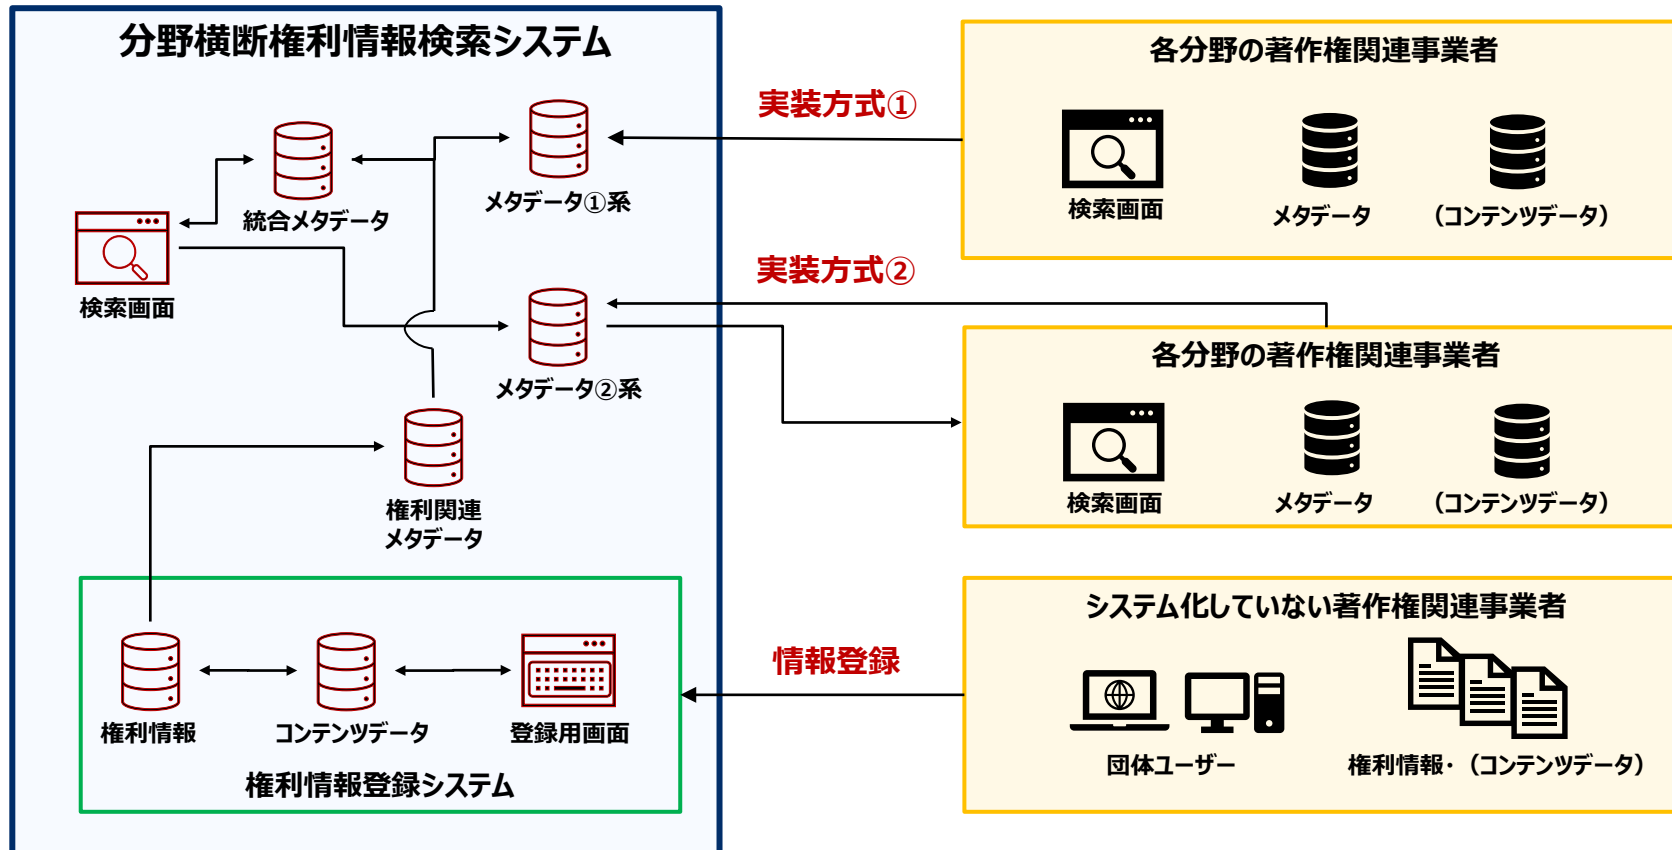 分野横断権利情報検索システム
統合メタデータ
メタデータ①系
検索画面
メタデータ②系
権利関連
メタデータ
権利情報
コンテンツデータ
登録用画面
権利情報登録システム
実装方式①
実装方式②
情報登録
各分野の著作権関連事業者
検索画面
メタデータ
（コンテンツデータ）
各分野の著作権関連事業者
検索画面
メタデータ
（コンテンツデータ）
システム化していない著作権関連事業者
団体ユーザー
権利情報・（コンテンツデータ）